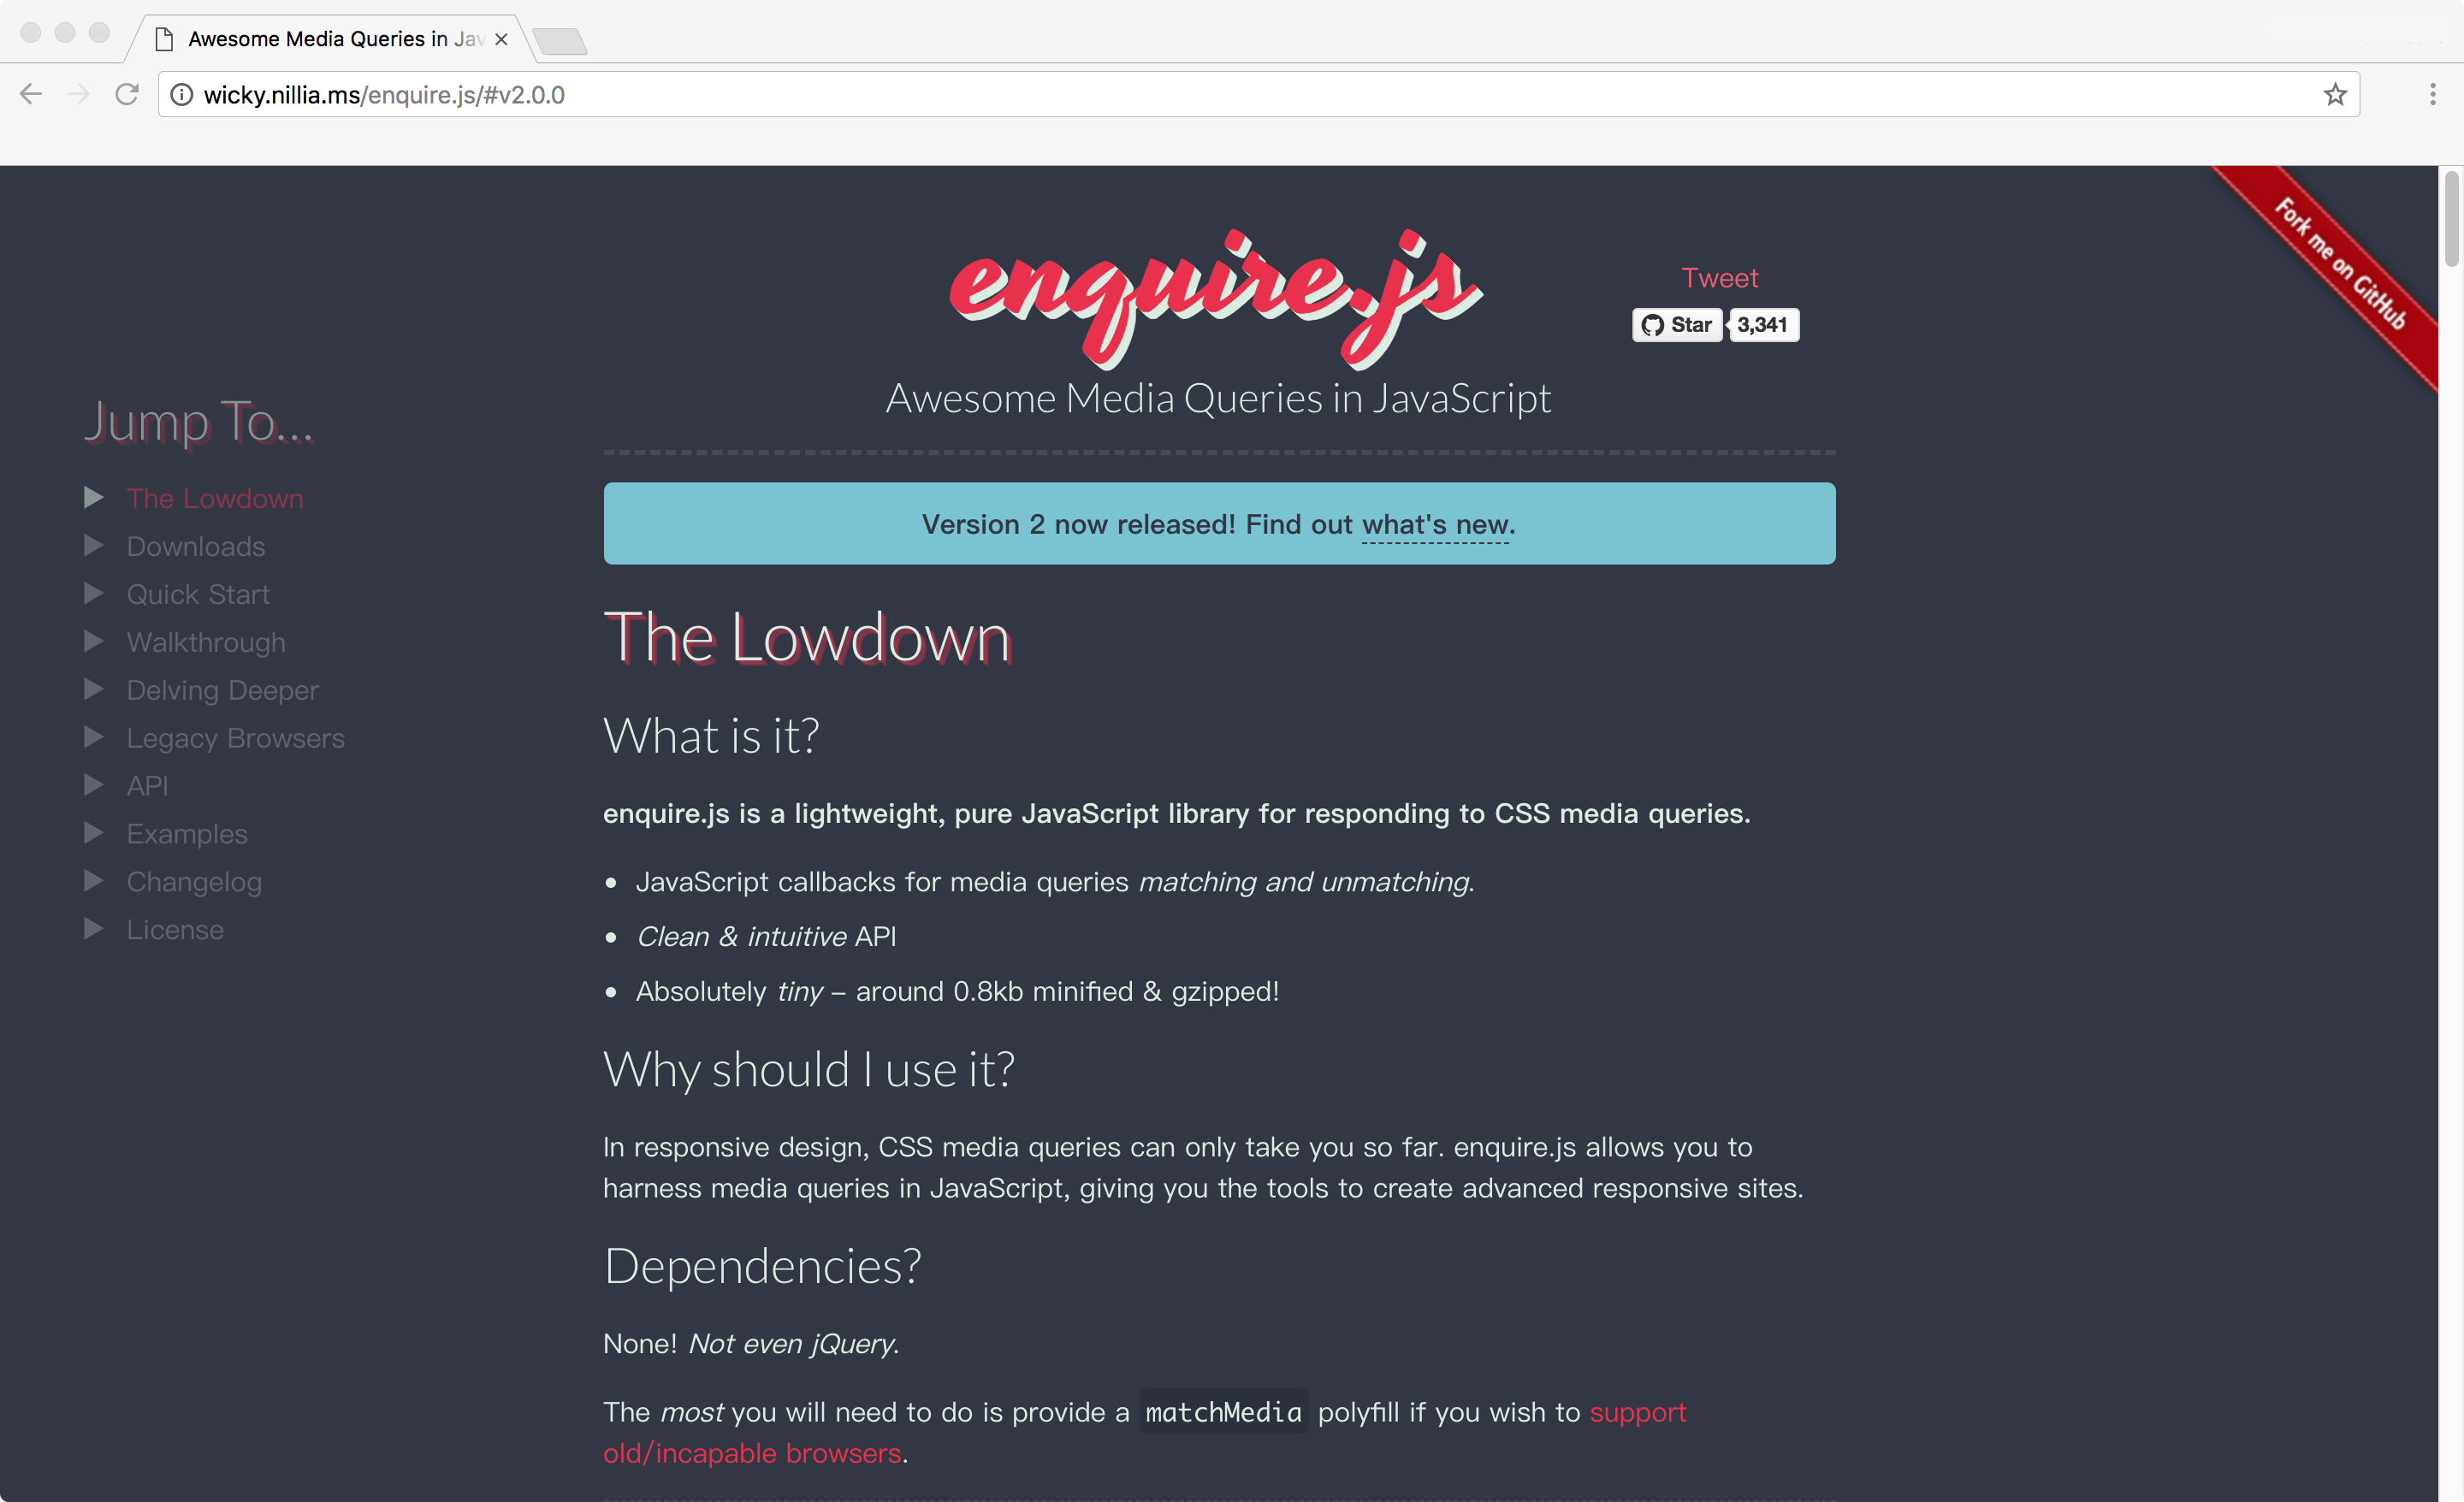 Awesome Media Queries in Jav
wicky.nillia.ms/enquire.js/#v2.0.0
Fork me on GitHub
enquire.js
Tweet
Star 3,341
Awesome Media Queries in JavaScript
Jump To...
The Lowdown
Downloads
Quick Start
Walkthrough
Delving Deeper
Legacy Browsers
API
Examples
Changelog
License
Version 2 now released! Find out what's new.
The Lowdown
What is it?
enquire.js is a lightweight, pure JavaScript library for responding to CSS media queries.
JavaScript callbacks for media queries matching and unmatching.
Clean & intuitive API
Absolutely tiny – around 0.8kb minified & gzipped!
Why should I use it?
In responsive design, CSS media queries can only take you so far. enquire.js allows you to
harness media queries in JavaScript, giving you the tools to create advanced responsive sites.
Dependencies?
None! Not even jQuery.
The most you will need to do is provide a matchMedia polyfill if you wish to support
old/incapable browsers.